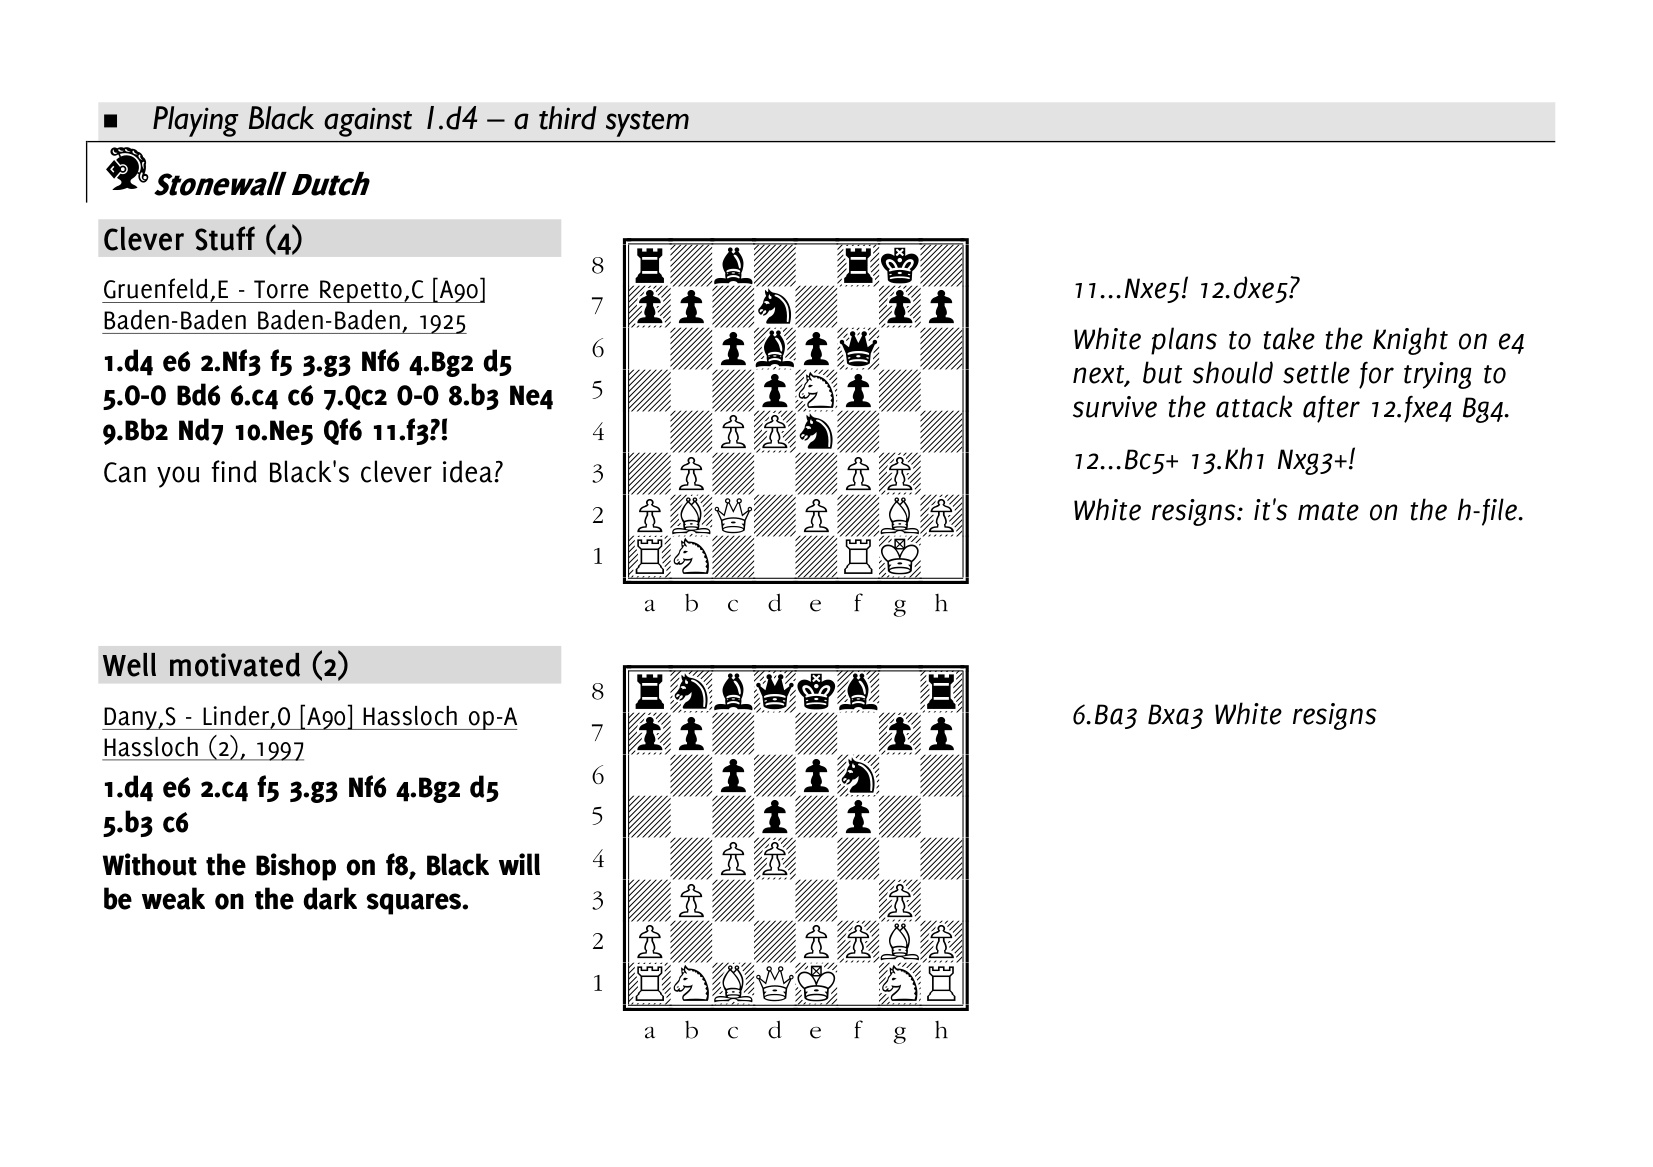 Playing Black against 1.d4 – a third system
Stonewall Dutch
Clever Stuff (4)
Gruenfeld,E - Torre Repetto,C [A90]
Baden-Baden Baden-Baden, 1925
1.d4 e6 2.Nf3 f5 3.g3 Nf6 4.Bg2 d5
5.O-O Bd6 6.c4 c6 7.Qc2 O-O 8.b3 Ne4
9.Bb2 Nd7 10.Ne5 Qf6 11.f3?!
Can you find Black's clever idea?
8
7
6
5
4
3
2
1
a b c d e f g h
11...Nxe5! 12.dxe5?
White plans to take the Knight on e4
next, but should settle for trying to
survive the attack after 12.fxe4 Bg4.
12...Bc5+ 13.Kh1 Nxg3+!
White resigns: it's mate on the h-file.
Well motivated (2)
Dany,S - Linder,O [A90] Hassloch op-A
Hassloch (2), 1997
1.d4 e6 2.c4 f5 3.g3 Nf6 4.Bg2 d5
5.b3 c6
Without the Bishop on f8, Black will
be weak on the dark squares.
8
7
6
5
4
3
2
1
a b c d e f g h
6.Ba3 Bxa3 White resigns